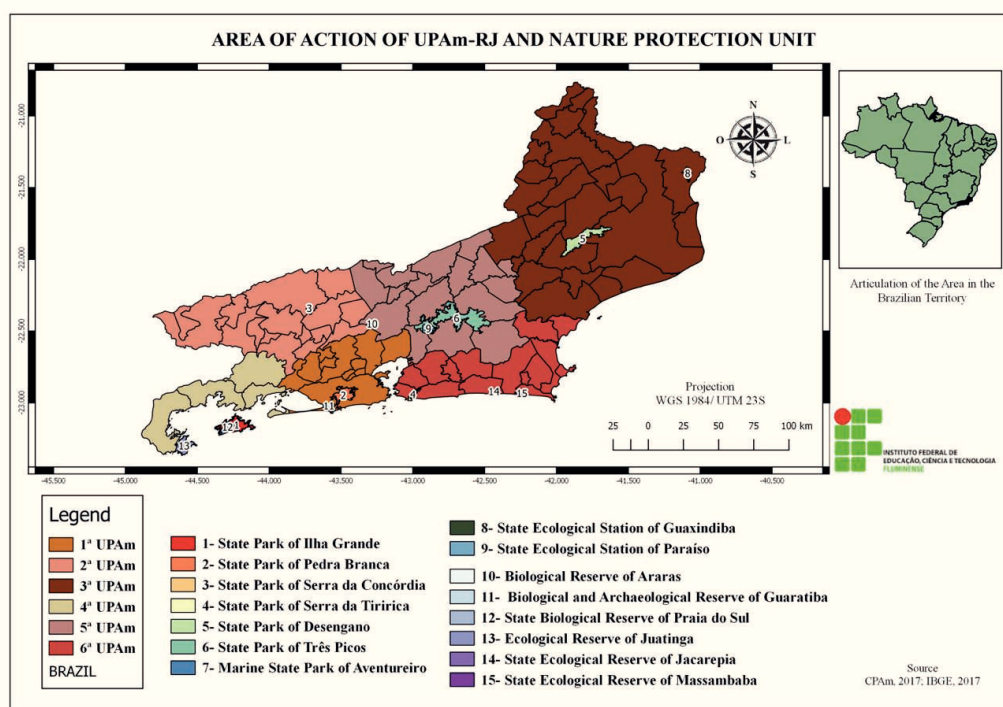 AREA OF ACTION OF UPAm-RJ AND NATURE PROTECTION UNIT
-21.000
-21.500
-22.000
-22.500
-23.000
-45.500
-45.000
-44.500
-44.000
-43.500
-43.000
-42.500
-42.000
-41.500
-41.000
-40.500
N
O
L
S
8
5
3
10
9
6
2
11
4
14
15
12
1
13
Projection
WGS 1984/ UTM 23S
25 0 25 50 75 100 km
Articulation of the Area in the
Brazilian Territory
INSTITUTO FEDERAL DE
EDUCAÇÃO, CIÊNCIA E TECNOLOGIA
FLUMINENSE
Legend
1ª UPAm
2ª UPAm
3ª UPAm
4ª UPAm
5ª UPAm
6ª UPAm
BRAZIL
1- State Park of Ilha Grande
2- State Park of Pedra Branca
3- State Park of Serra da Concórdia
4- State Park of Serra da Tiririca
5- State Park of Desengano
6- State Park of Três Picos
7- Marine State Park of Aventureiro
8- State Ecological Station of Guaxindiba
9- State Ecological Station of Paraíso
10- Biological Reserve of Araras
11- Biological and Archaeological Reserve of Guaratiba
12- State Biological Reserve of Praia do Sul
13- Ecological Reserve of Juatinga
14- State Ecological Reserve of Jacarepia
15- State Ecological Reserve of Massambaba
Source
CPAm, 2017; IBGE, 2017